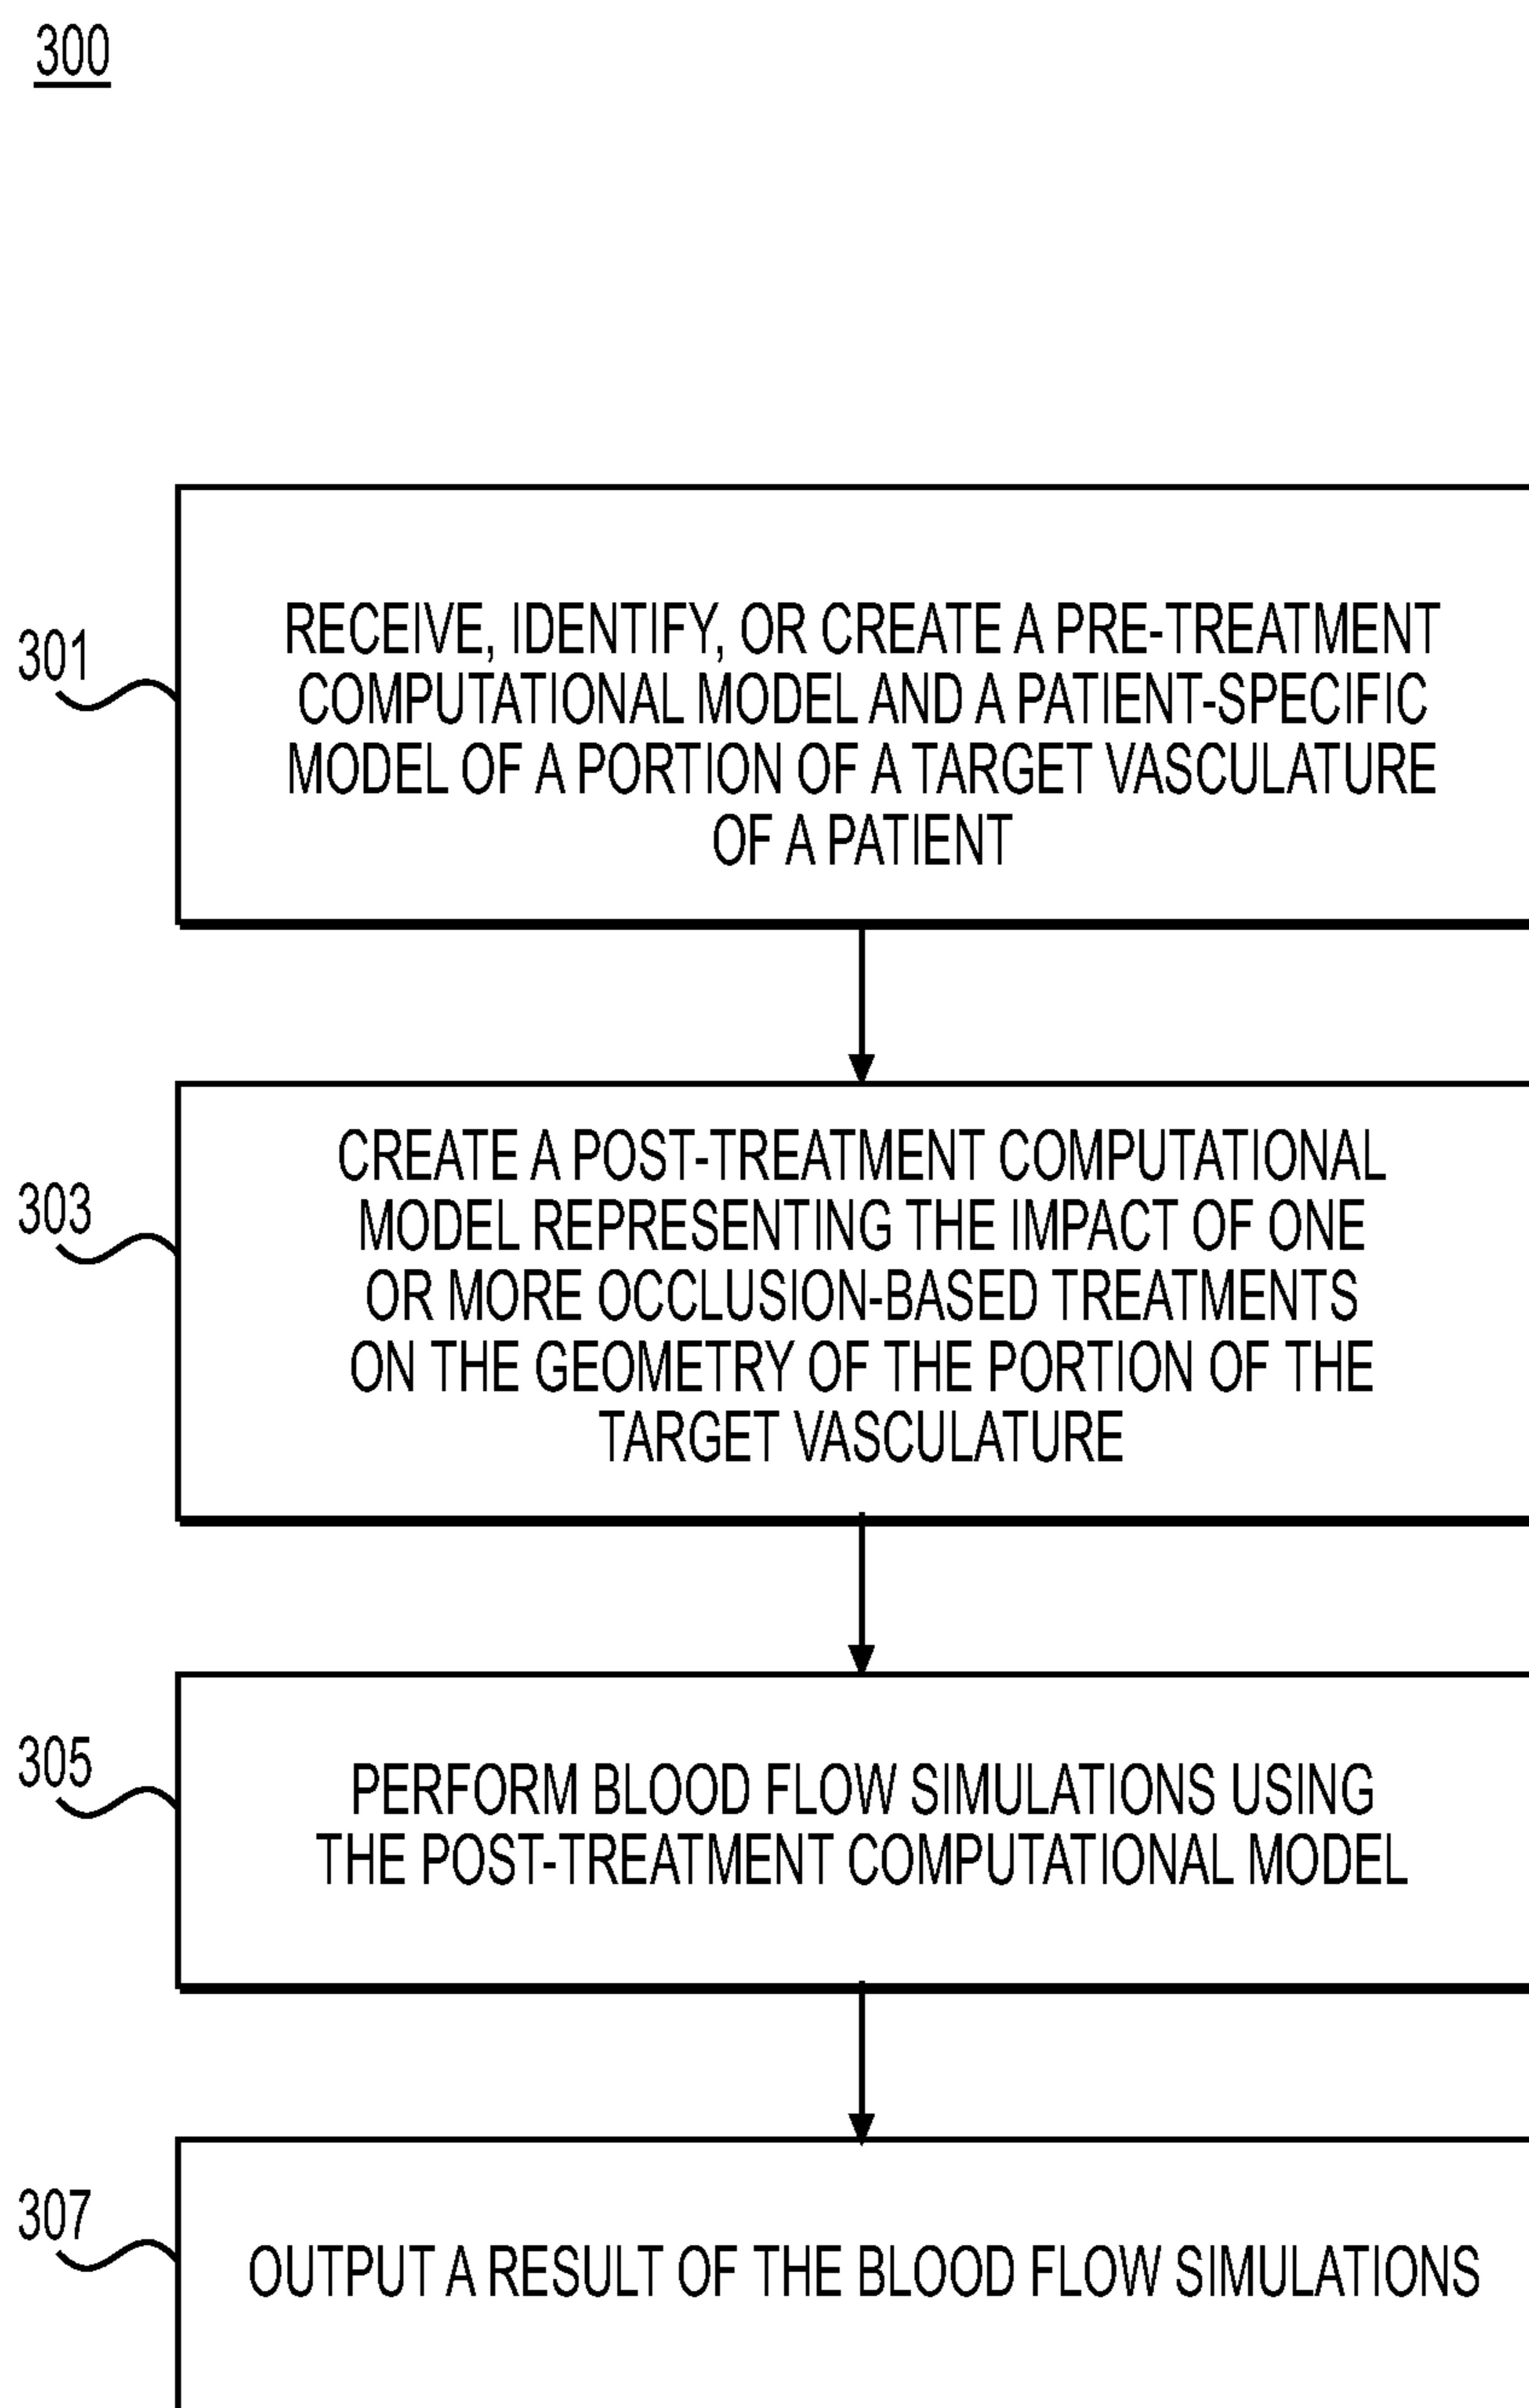 300
301
RECEIVE, IDENTIFY, OR CREATE A PRE-TREATMENT
COMPUTATIONAL MODEL AND A PATIENT-SPECIFIC
MODEL OF A PORTION OF A TARGET VASCULATURE
OF A PATIENT
303
CREATE A POST-TREATMENT COMPUTATIONAL
MODEL REPRESENTING THE IMPACT OF ONE
OR MORE OCCLUSION-BASED TREATMENTS
ON THE GEOMETRY OF THE PORTION OF THE
TARGET VASCULATURE
305
PERFORM BLOOD FLOW SIMULATIONS USING
THE POST-TREATMENT COMPUTATIONAL MODEL
307
OUTPUT A RESULT OF THE BLOOD FLOW SIMULATIONS